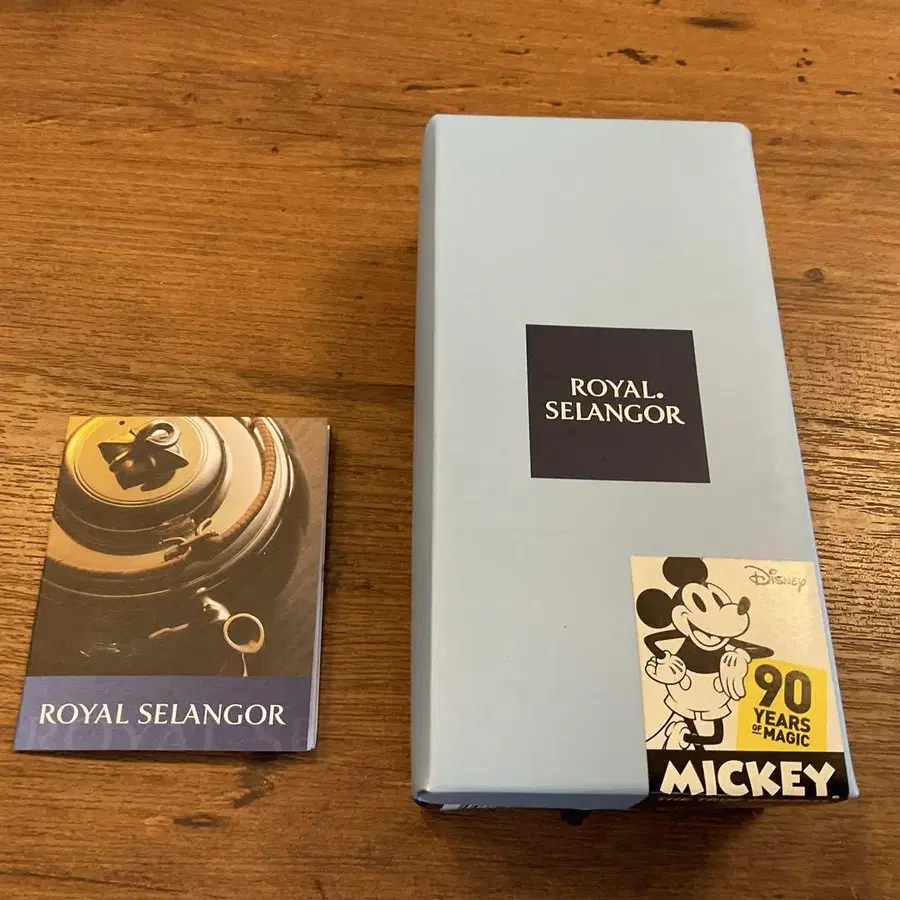 ROYAL.
SELANGOR
Disney
90
YEARS
OF MAGIC
MICKEY.
ROYAL SELANGOR